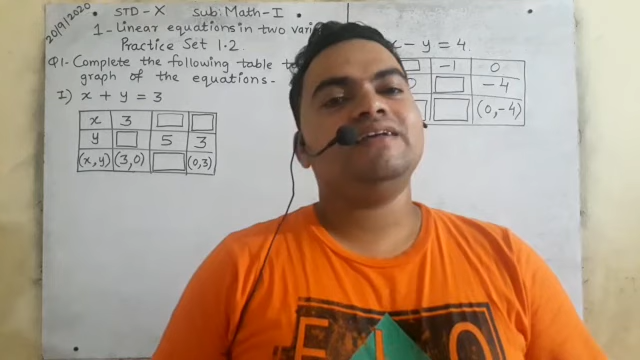 20/9/2020
STD-X Sub: Math-I
1- Linear equations in two
Practice Set 1.2.
Q1- Complete the following table
graph of the equations-
I) x + y = 3
x 3
y 5 3
(x,y) (3,0) (0,3)
x - y = 4.
-1 0
-4
(0,-4)